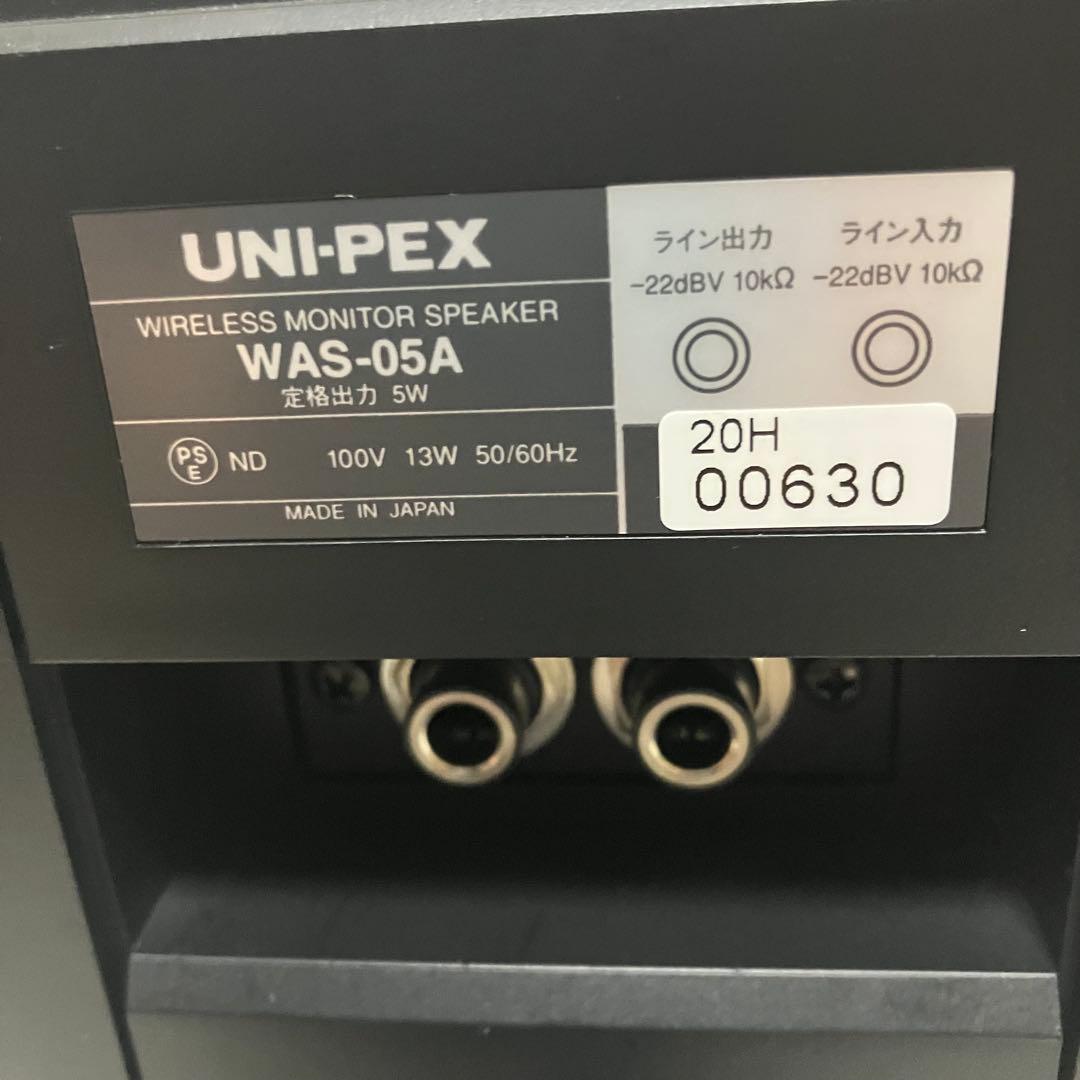 UNI-PEX
WIRELESS MONITOR SPEAKER
WAS-05A
定格出力 5W
PS
E
ND 100V 13W 50/60Hz
MADE IN JAPAN
ライン出力
-22dBV 10kΩ
ライン入力
-22dBV 10kΩ
20H
00630